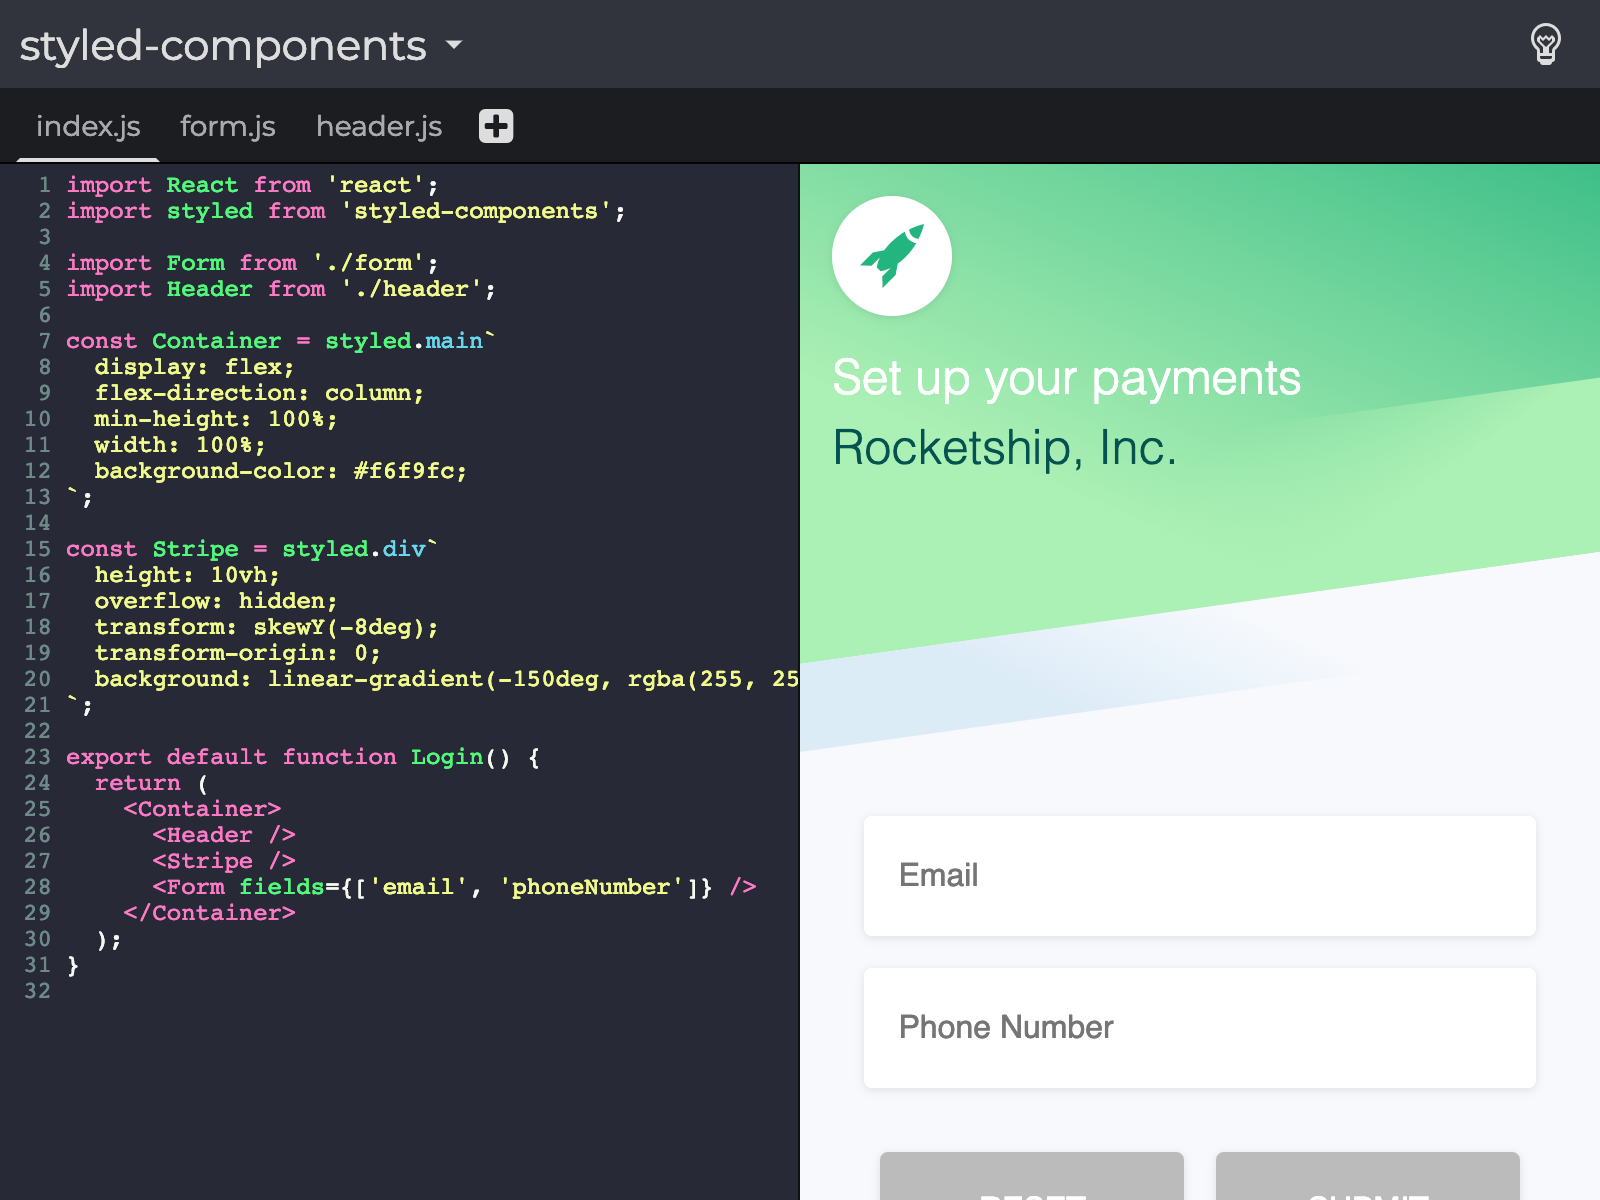 styled-components
index.js form.js header.js
1 import React from 'react';
2 import styled from 'styled-components';
3
4 import Form from './form';
5 import Header from './header';
6
7 const Container = styled.main`
8   display: flex;
9   flex-direction: column;
10   min-height: 100%;
11   width: 100%;
12   background-color: #f6f9fc;
13 `;
14
15 const Stripe = styled.div`
16   height: 10vh;
17   overflow: hidden;
18   transform: skewY(-8deg);
19   transform-origin: 0;
20   background: linear-gradient(-150deg, rgba(255, 25
21 `;
22
23 export default function Login() {
24   return (
25     <Container>
26       <Header />
27       <Stripe />
28       <Form fields={['email', 'phoneNumber']} />
29     </Container>
30   );
31 }
32
Set up your payments
Rocketship, Inc.
Email
Phone Number
RESET SUBMIT